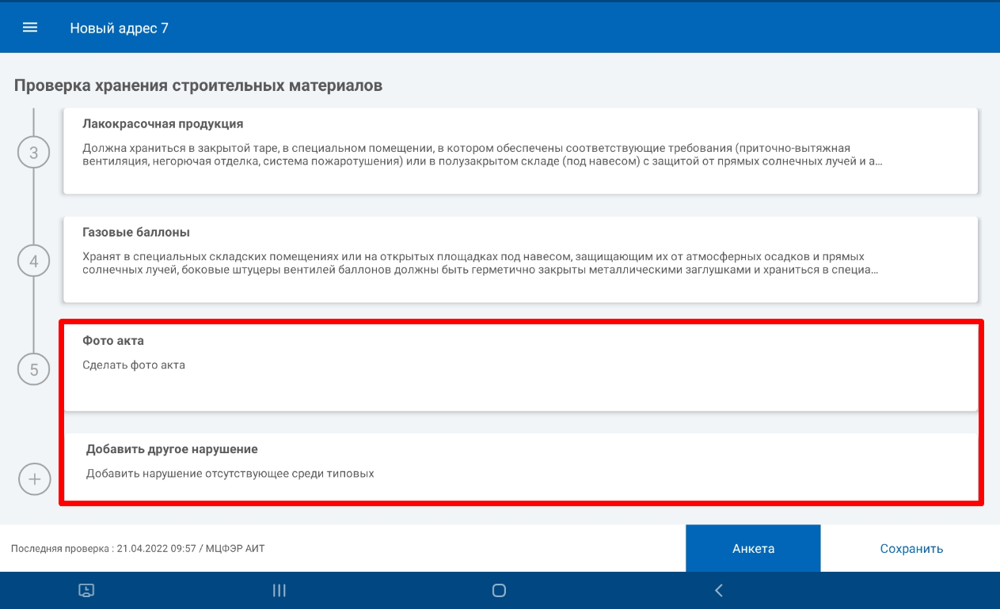 Новый адрес 7
Проверка хранения строительных материалов
3
Лакокрасочная продукция
Должна храниться в закрытой таре, в специальном помещении, в котором обеспечены соответствующие требования (приточно-вытяжная
вентиляция, негорючая отделка, система пожаротушения) или в полузакрытом складе (под навесом) с защитой от прямых солнечных лучей и а...
4
Газовые баллоны
Хранят в специальных складских помещениях или на открытых площадках под навесом, защищающим их от атмосферных осадков и прямых
солнечных лучей, боковые штуцеры вентилей баллонов должны быть герметично закрыты металлическими заглушками и храниться в специа...
5
Фото акта
Сделать фото акта
Добавить другое нарушение
Добавить нарушение отсутствующее среди типовых
Последняя проверка : 21.04.2022 09:57 / МЦФЭР АИТ
Анкета
Сохранить